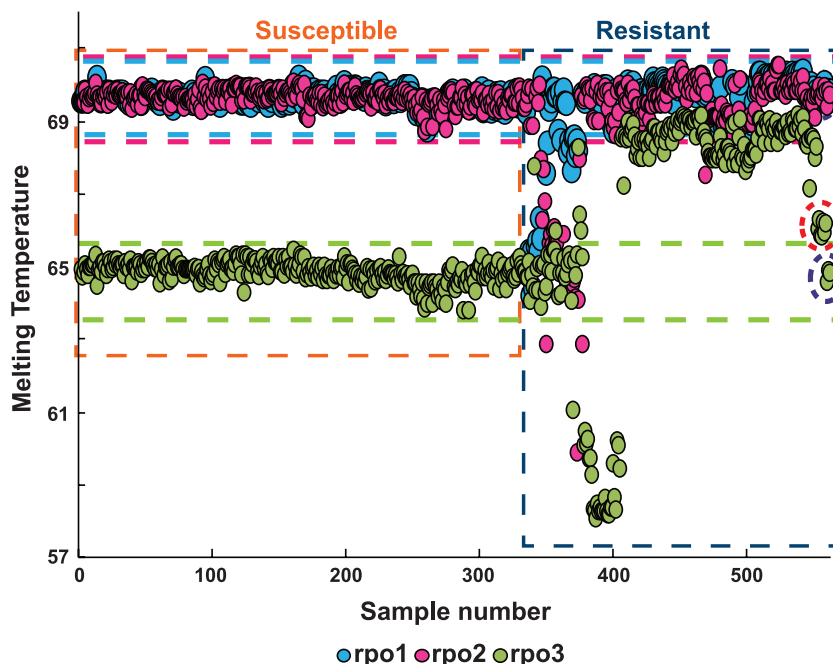 Susceptible
Resistant
Melting Temperature
69
65
61
57
0
100
200
300
400
500
Sample number
rpo1 rpo2 rpo3